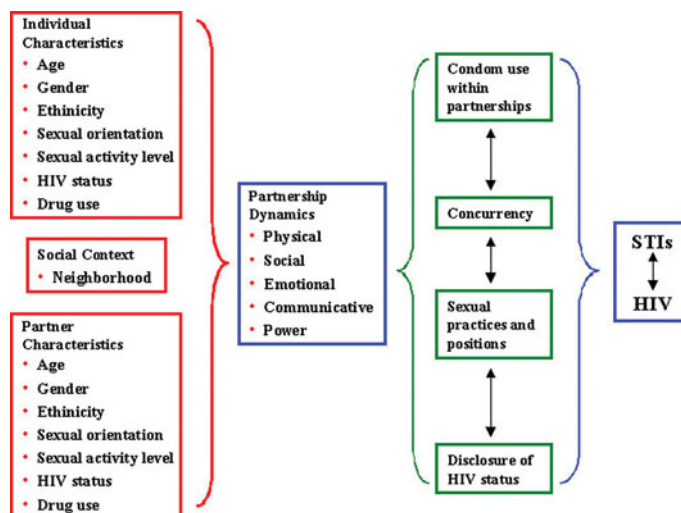 Individual
Characteristics
• Age
• Gender
• Ethinicity
• Sexual orientation
• Sexual activity level
• HIV status
• Drug use
Social Context
• Neighborhood
Partner
Characteristics
• Age
• Gender
• Ethinicity
• Sexual orientation
• Sexual activity level
• HIV status
• Drug use
Partnership
Dynamics
• Physical
• Social
• Emotional
• Communicative
• Power
Condom use
within
partnerships
Concurrency
Sexual
practices and
positions
Disclosure of
HIV status
STIs
HIV